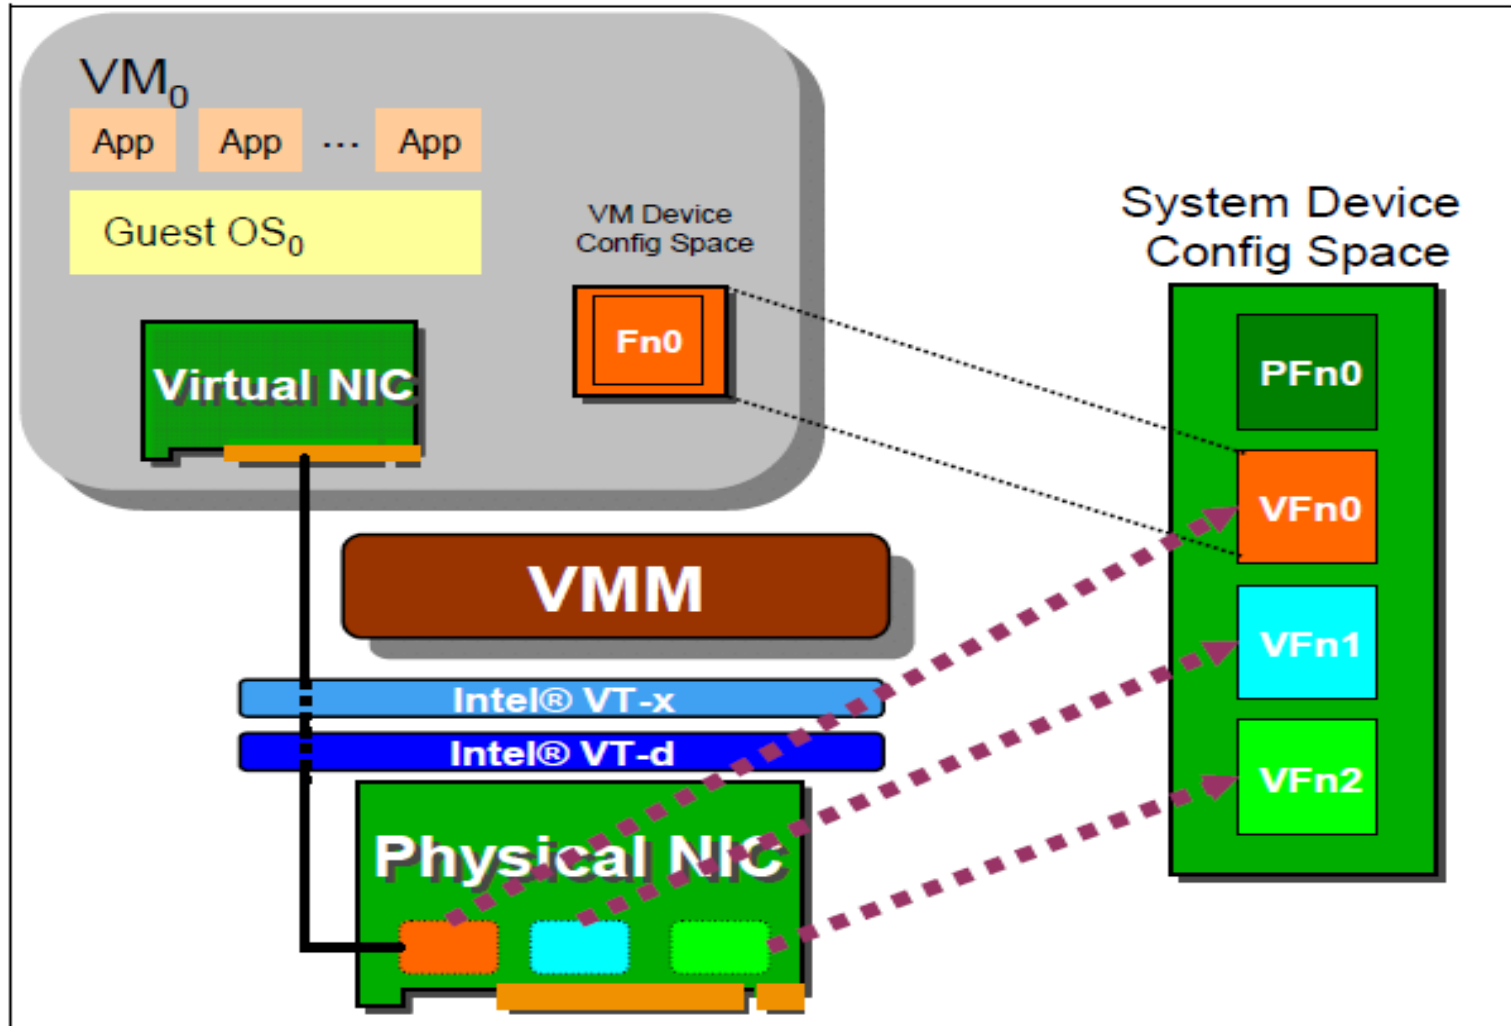 VM0
App App ... App
Guest OS0
VM Device
Config Space
Fn0
Virtual NIC
System Device
Config Space
PFn0
VFn0
VFn1
VFn2
VMM
Intel® VT-x
Intel® VT-d
Physical NIC